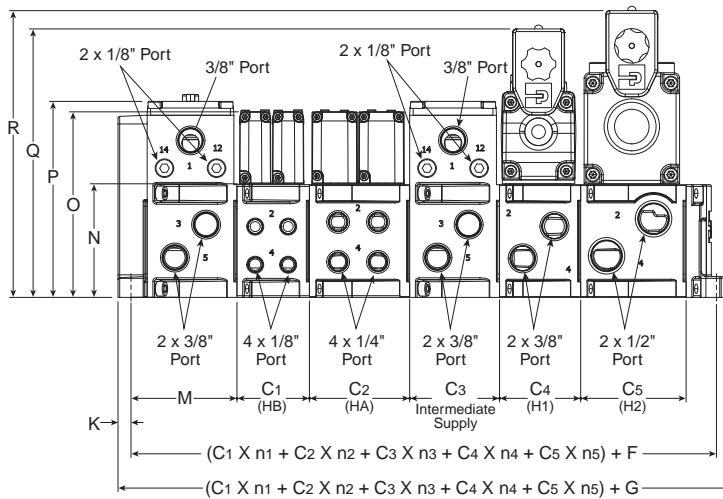 2 x 1/8" Port
3/8" Port
2 x 1/8" Port
3/8" Port
R
Q
P
O
N
14
12
1
14
12
1
3
5
2
4
2
4
3
5
2
4
2
4
2 x 3/8"
Port
4 x 1/8"
Port
4 x 1/4"
Port
2 x 3/8"
Port
2 x 3/8"
Port
2 x 1/2"
Port
K
M
C1
(HB)
C2
(HA)
C3
Intermediate
Supply
C4
(H1)
C5
(H2)
(C1 X n1 + C2 X n2 + C3 X n3 + C4 X n4 + C5 X n5) + F
(C1 X n1 + C2 X n2 + C3 X n3 + C4 X n4 + C5 X n5) + G